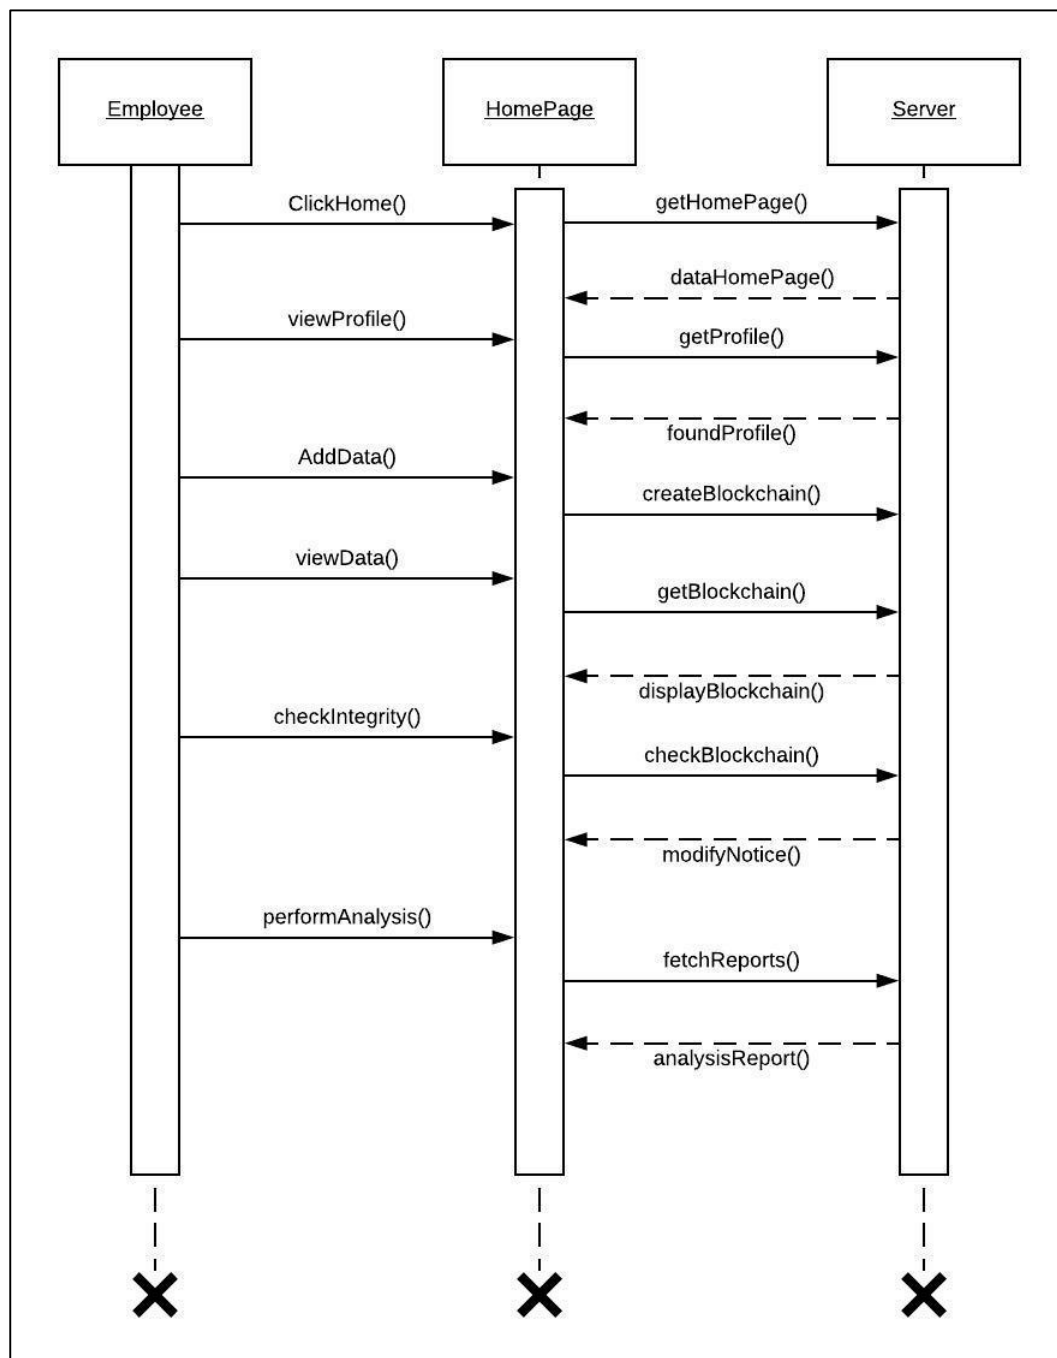 Employee
HomePage
Server
ClickHome()
getHomePage()
dataHomePage()
viewProfile()
getProfile()
foundProfile()
AddData()
createBlockchain()
viewData()
getBlockchain()
displayBlockchain()
checkIntegrity()
checkBlockchain()
modifyNotice()
performAnalysis()
fetchReports()
analysisReport()